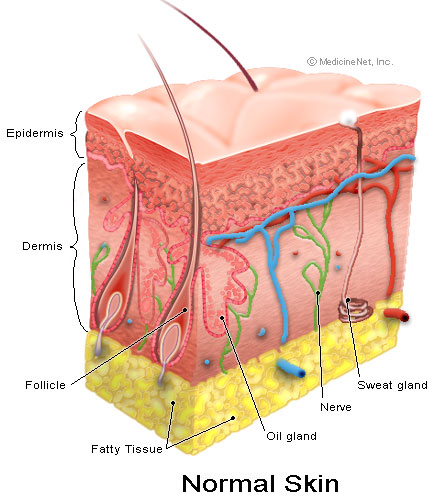 © MedicineNet, Inc.
Epidermis
Dermis
Follicle
Sweat gland
Nerve
Oil gland
Fatty Tissue
Normal Skin